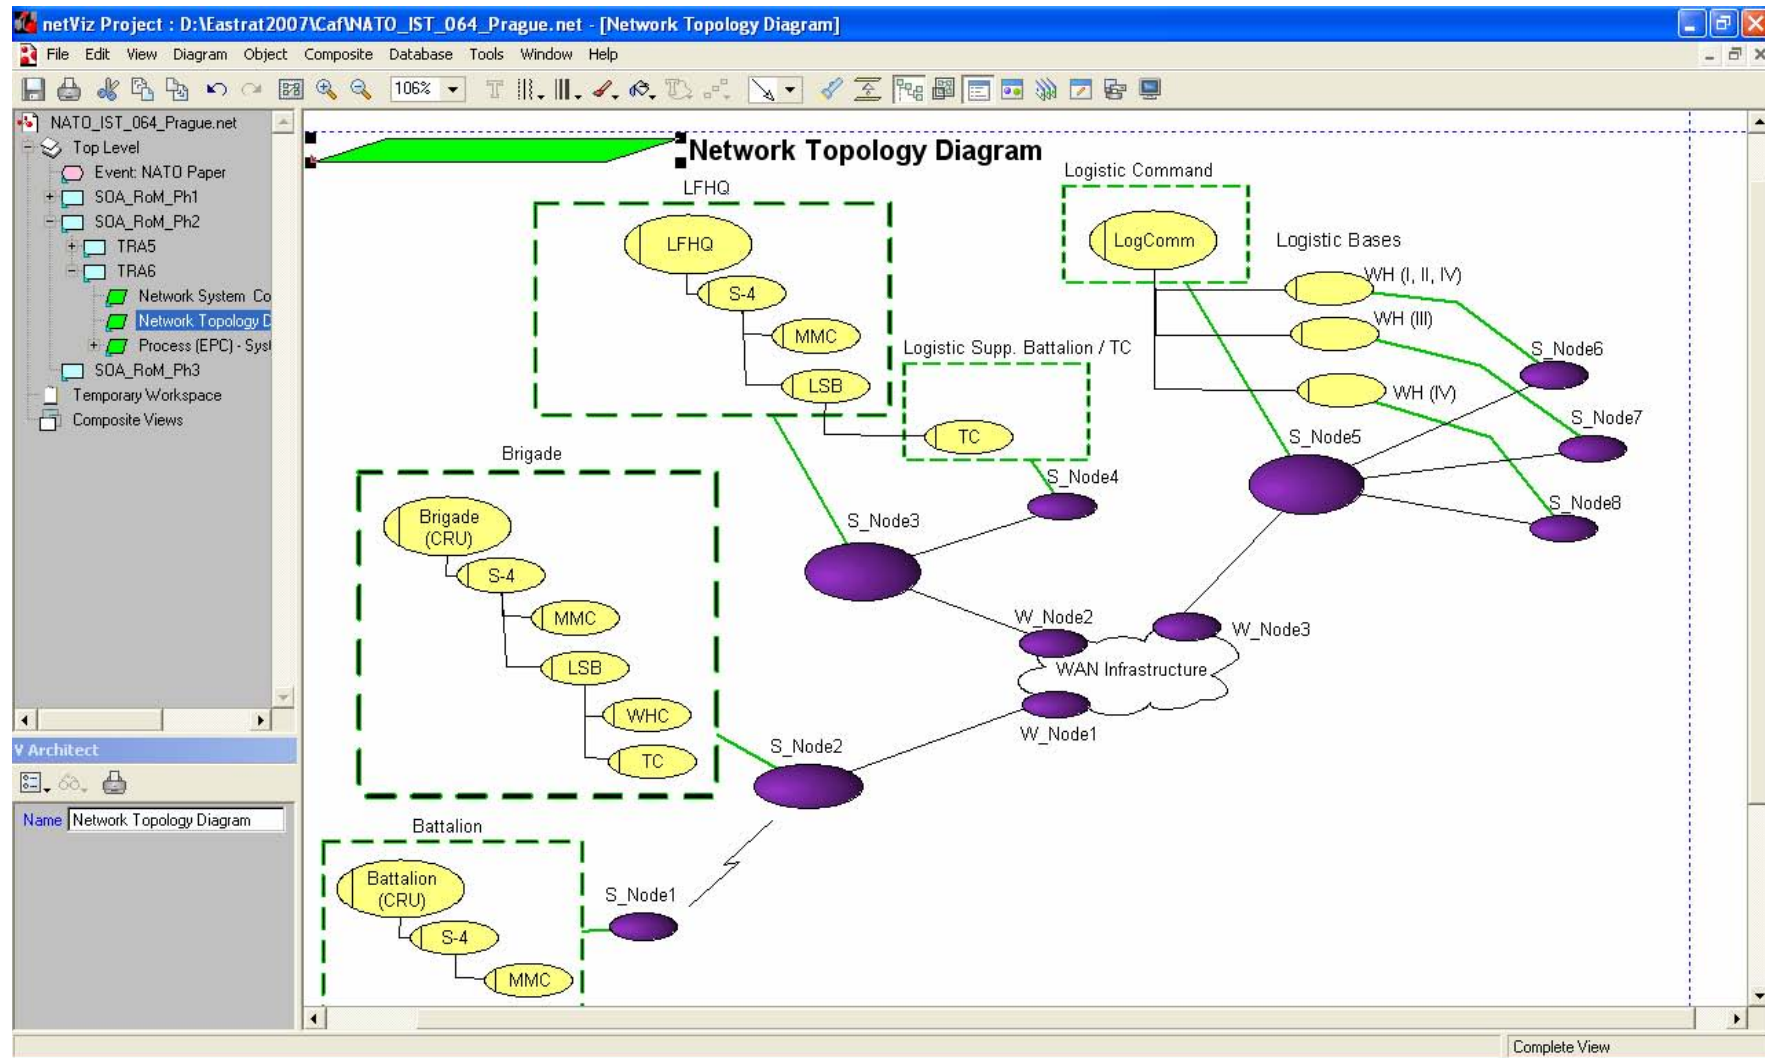 netViz Project : D:\Eastrat2007\Caf\NATO_IST_064_Prague.net - [Network Topology Diagram]
File Edit View Diagram Object Composite Database Tools Window Help
106%
NATO_IST_064_Prague.net
Top Level
Event: NATO Paper
SOA_RoM_Ph1
SOA_RoM_Ph2
TRA5
TRA6
Network System Co
Network Topology D
Process (EPC) - Syst
SOA_RoM_Ph3
Temporary Workspace
Composite Views
V Architect
Name Network Topology Diagram
Network Topology Diagram
LFHQ
LFHQ
S-4
MMC
LSB
Logistic Supp. Battalion / TC
TC
Logistic Command
LogComm
Logistic Bases
WH (I, II, IV)
WH (III)
WH (IV)
S_Node6
S_Node7
S_Node5
S_Node8
S_Node4
S_Node3
Brigade
Brigade
(CRU)
S-4
MMC
LSB
WHC
TC
W_Node2
W_Node3
WAN Infrastructure
W_Node1
S_Node2
Battalion
Battalion
(CRU)
S-4
MMC
S_Node1
Complete View